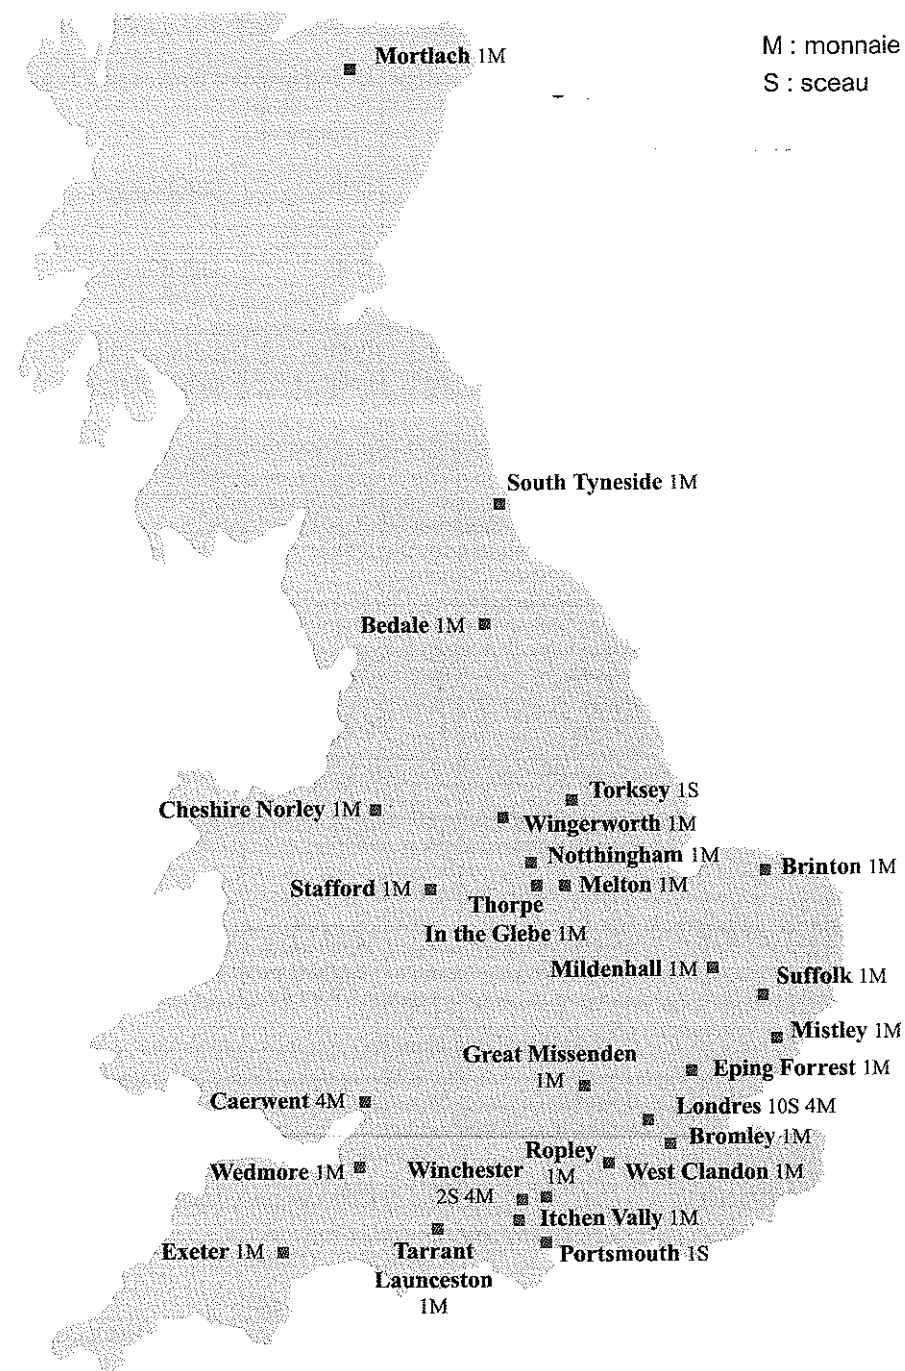 Mortlach 1M
M : monnaie
S : sceau
South Tyneside 1M
Bedale 1M
Torksey 1S
Cheshire Norley 1M
Wingerworth 1M
Notthingham 1M
Brinton 1M
Stafford 1M
Melton 1M
Thorpe
In the Glebe 1M
Mildenhall 1M
Suffolk 1M
Mistley 1M
Great Missenden
1M
Eping Forrest 1M
Caerwent 4M
Londres 10S 4M
Bromley 1M
Ropley
1M
West Clandon 1M
Wedmore 1M
Winchester
2S 4M
Itchen Vally 1M
Exeter 1M
Tarrant
Launceston
1M
Portsmouth 1S